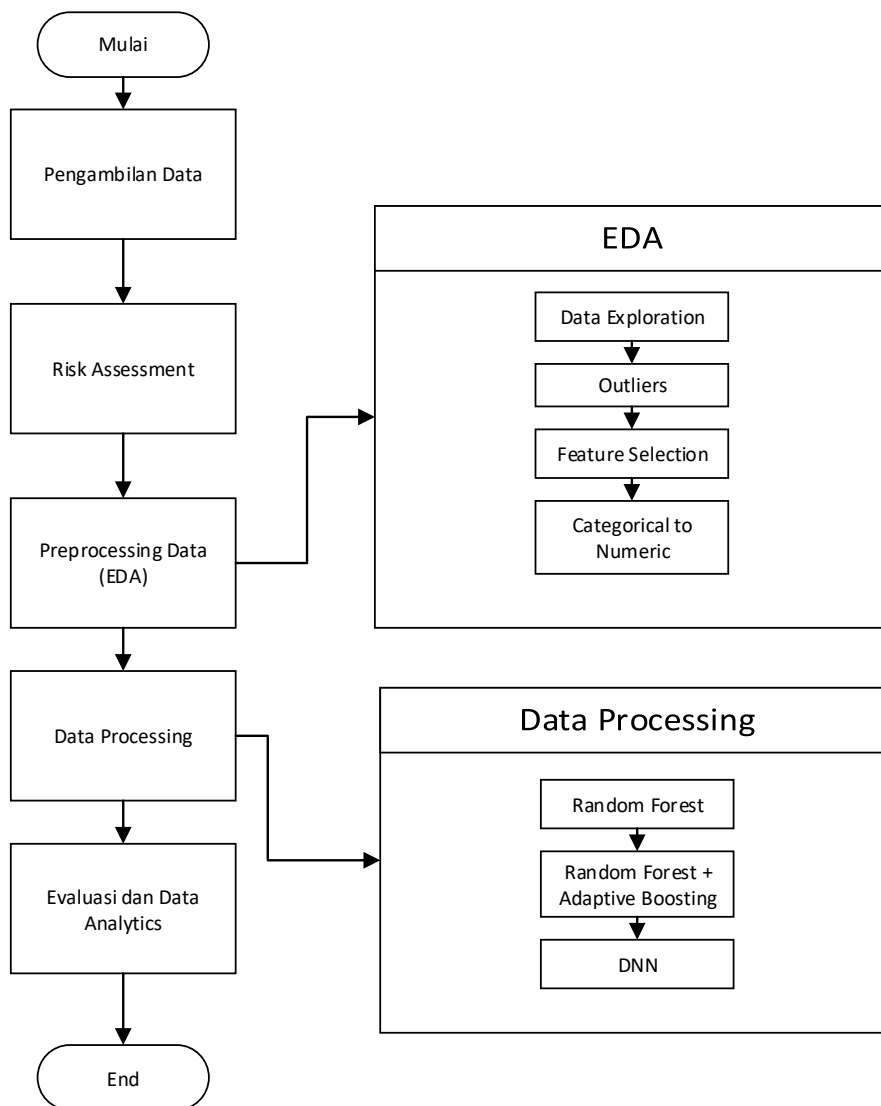 Mulai
Pengambilan Data
Risk Assessment
Preprocessing Data
(EDA)
Data Processing
Evaluasi dan Data
Analytics
End
EDA
Data Exploration
Outliers
Feature Selection
Categorical to
Numeric
Data Processing
Random Forest
Random Forest +
Adaptive Boosting
DNN